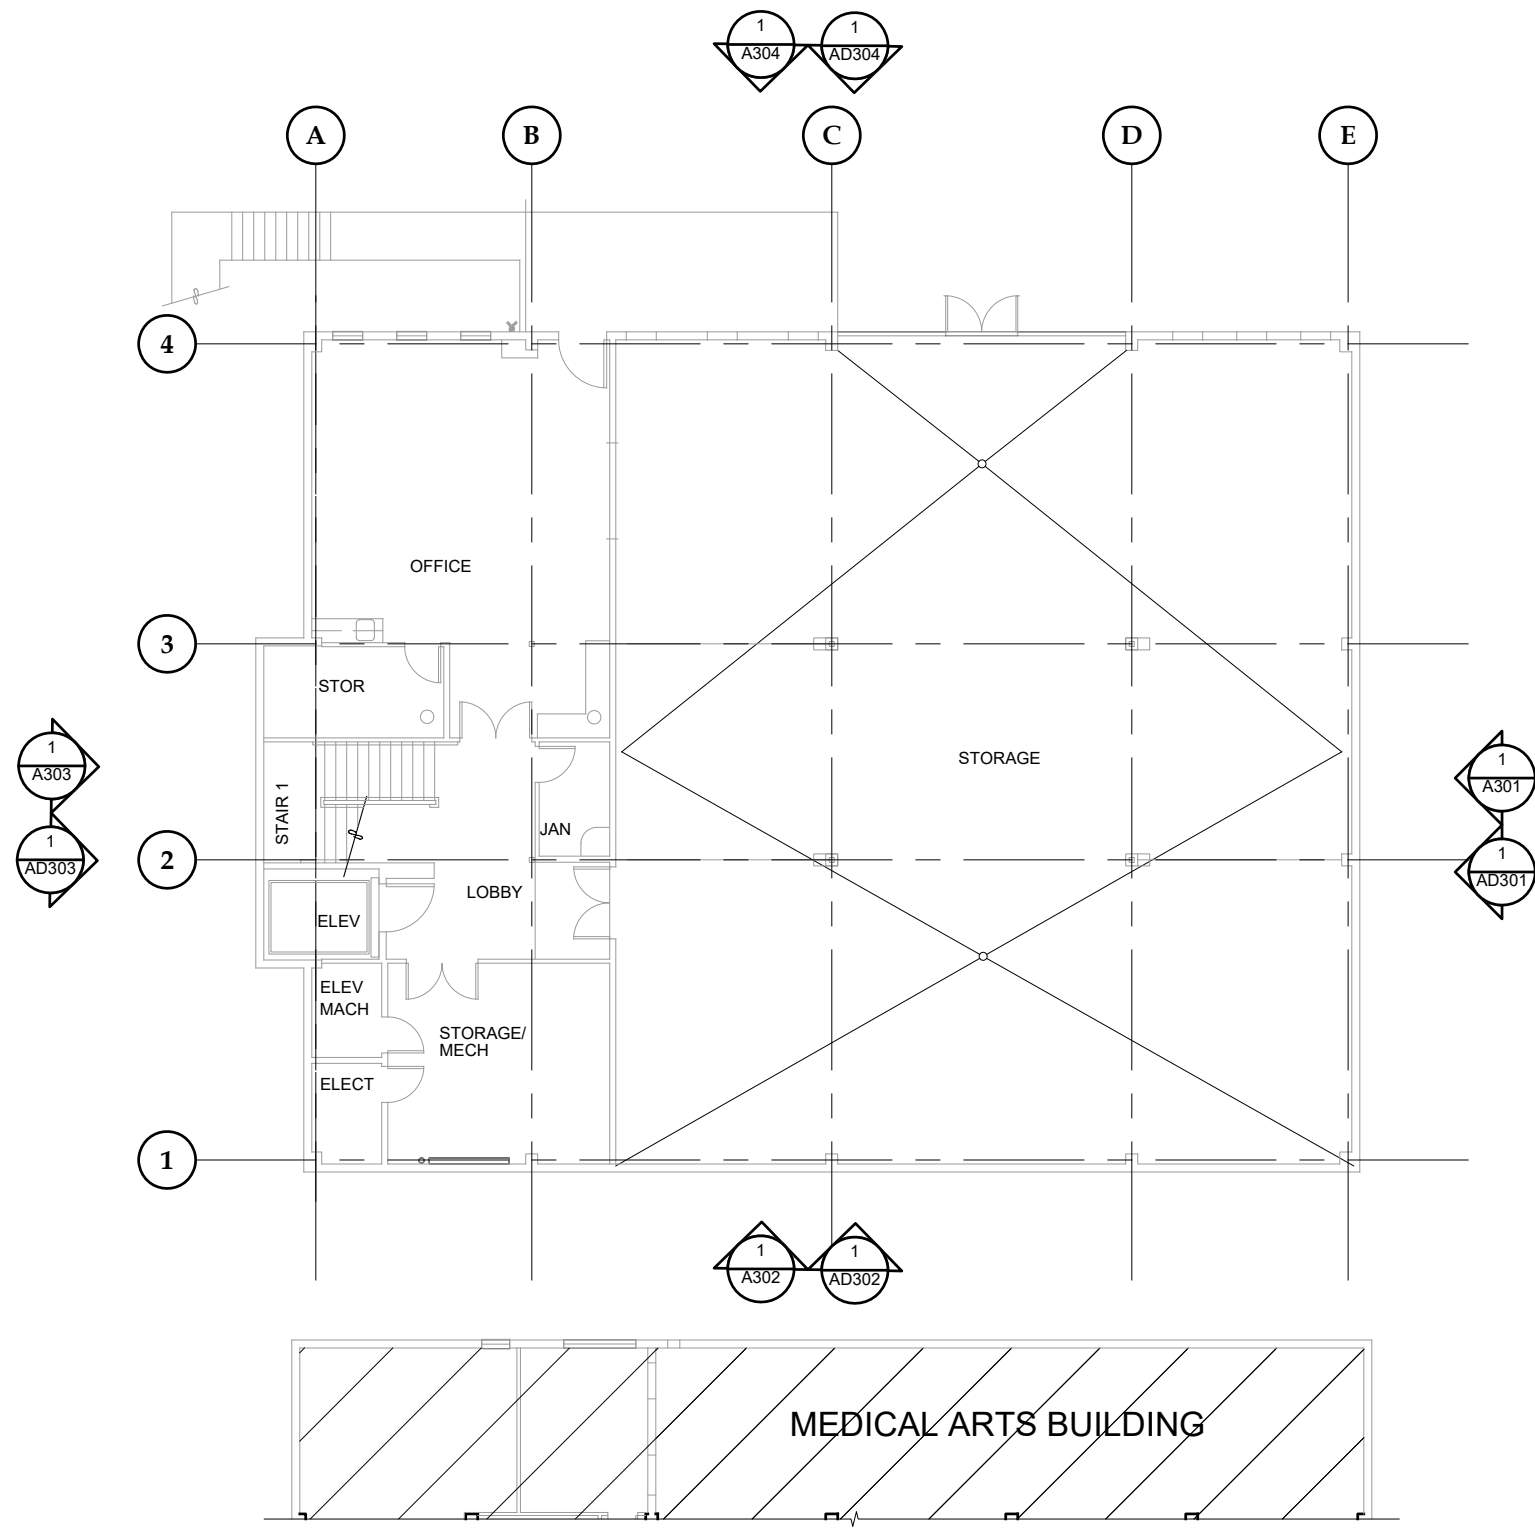 1 1
A304 AD304
A B C D E
4
OFFICE
3
STOR
1
A303
STORAGE
1
A301
STAIR 1
JAN
1
AD303
2
1
AD301
LOBBY
ELEV
ELEV
MACH
STORAGE/
MECH
ELECT
1
1 1
A302 AD302
MEDICAL ARTS BUILDING